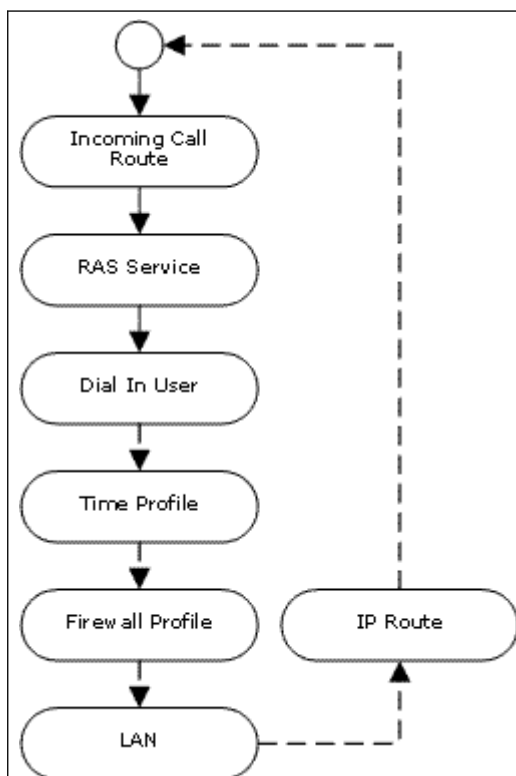 Incoming Call
Route
RAS Service
Dial In User
Time Profile
Firewall Profile
IP Route
LAN